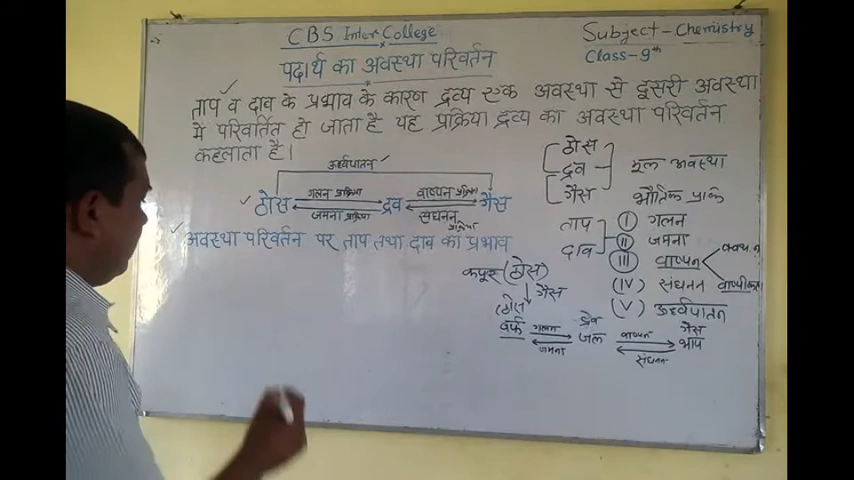 CBS Inter College
Subject - Chemistry
Class-9th
पदार्थ का अवस्था परिवर्तन
ताप व दाब के प्रभाव के कारण द्रव्य एक अवस्था से दूसरी अवस्था
में परिवर्तित हो जाता है यह प्रक्रिया द्रव्य का अवस्था परिवर्तन
कहलाता है।
ऊर्ध्वपातन
ठोस गलन प्रक्रिया द्रव वाष्पन प्रक्रिया गैस
जमना प्रक्रिया संघनन प्रक्रिया
अवस्था परिवर्तन पर ताप तथा दाब का प्रभाव
ठोस
द्रव मूल अवस्था
गैस भौतिक
ताप (I) गलन
दाब (II) जमना
(III) वाष्पन क्वथन
(IV) संघनन
(V) ऊर्ध्वपातन
कपूर (ठोस)
गैस
ठोस द्रव गैस
बर्फ गलन जल वाष्पन भाप
जमना संघनन